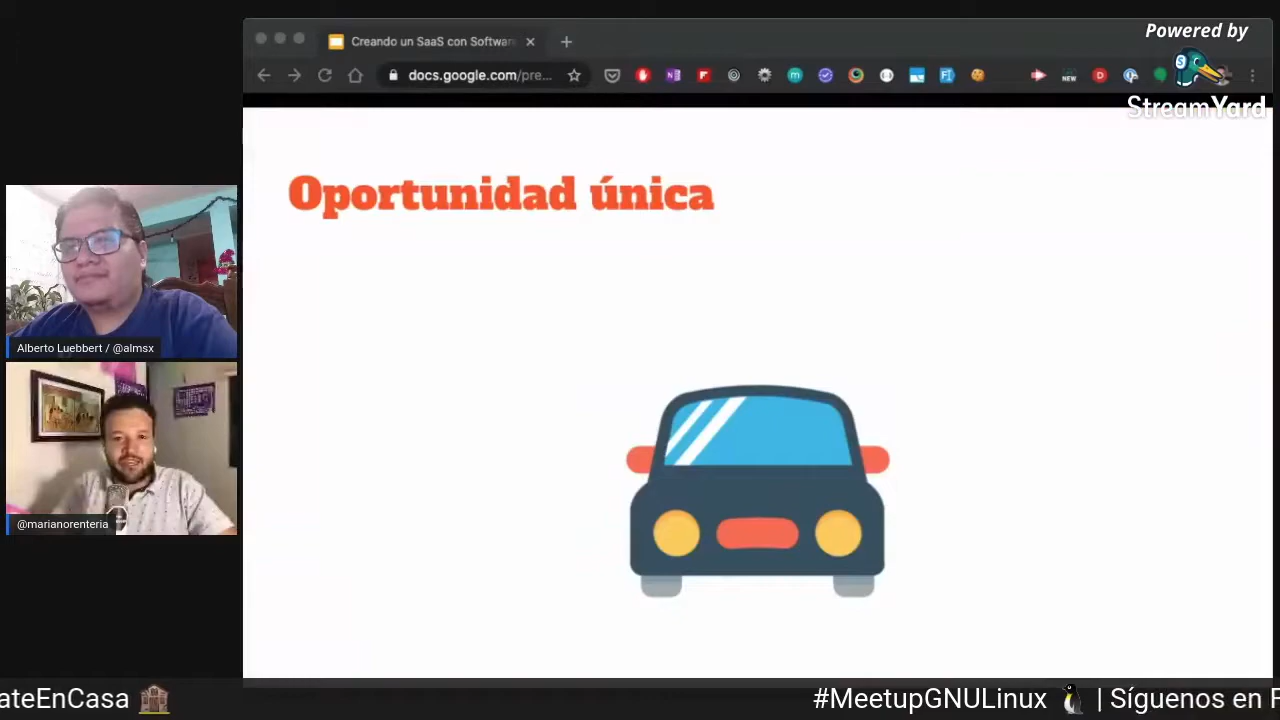 Powered by
StreamYard
Creando un SaaS con Softwar
docs.google.com/pre...
NEW
Oportunidad única
Alberto Luebbert / @almsx
@marianorenteria
ateEnCasa
#MeetupGNULinux | Síguenos en F